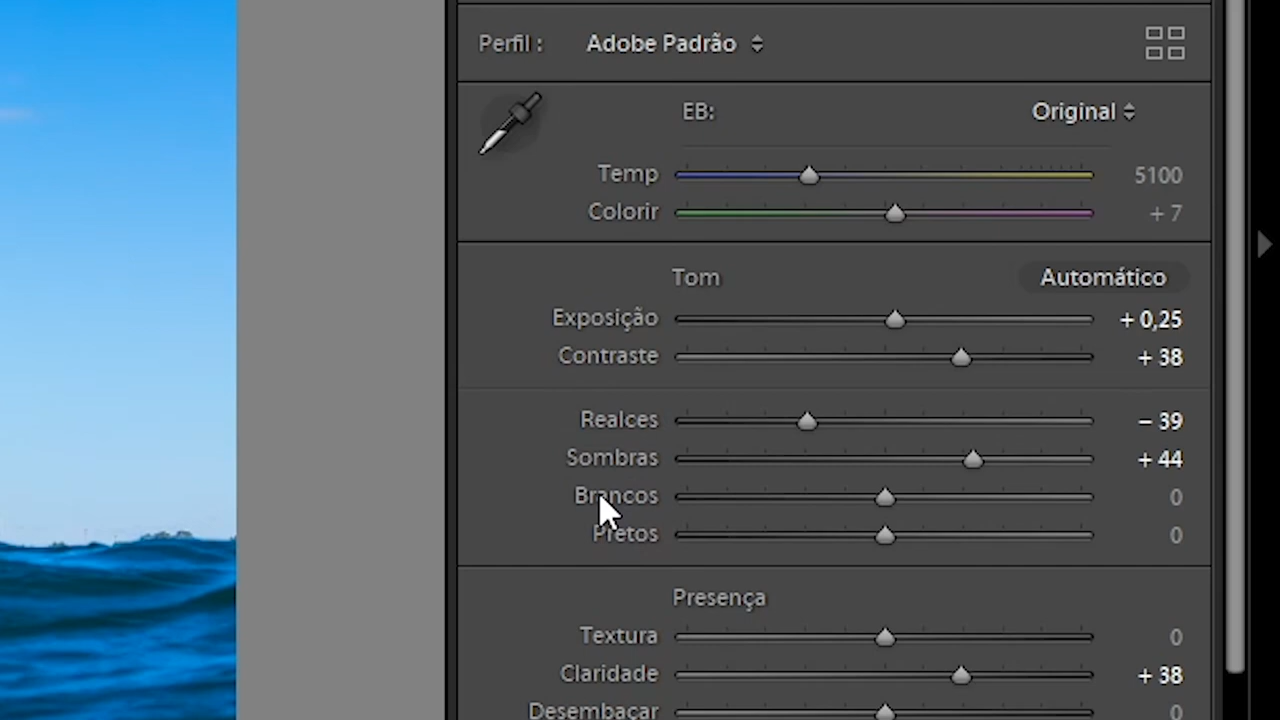 Perfil : Adobe Padrão
EB: Original
Temp 5100
Colorir + 7
Tom Automático
Exposição + 0,25
Contraste + 38
Realces − 39
Sombras + 44
Brancos 0
Pretos 0
Presença
Textura 0
Claridade + 38
Desembaçar 0